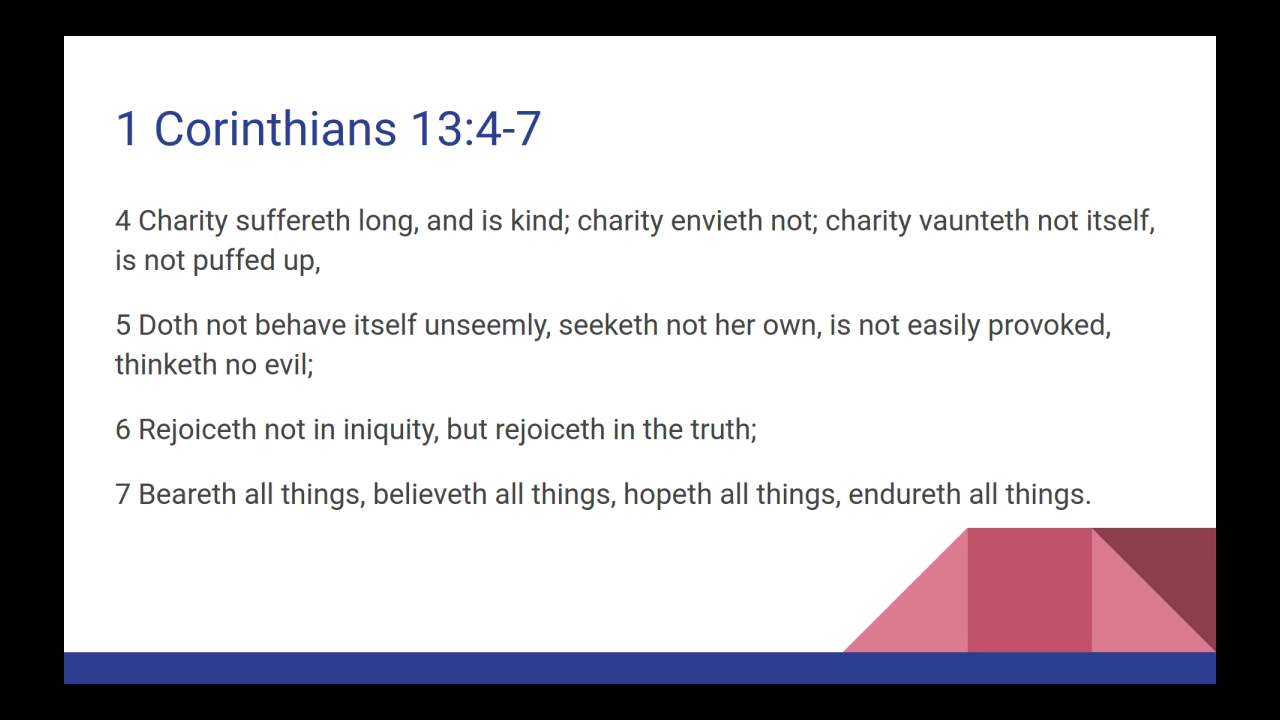 1 Corinthians 13:4-7
4 Charity suffereth long, and is kind; charity envieth not; charity vaunteth not itself,
is not puffed up,
5 Doth not behave itself unseemly, seeketh not her own, is not easily provoked,
thinketh no evil;
6 Rejoiceth not in iniquity, but rejoiceth in the truth;
7 Beareth all things, believeth all things, hopeth all things, endureth all things.